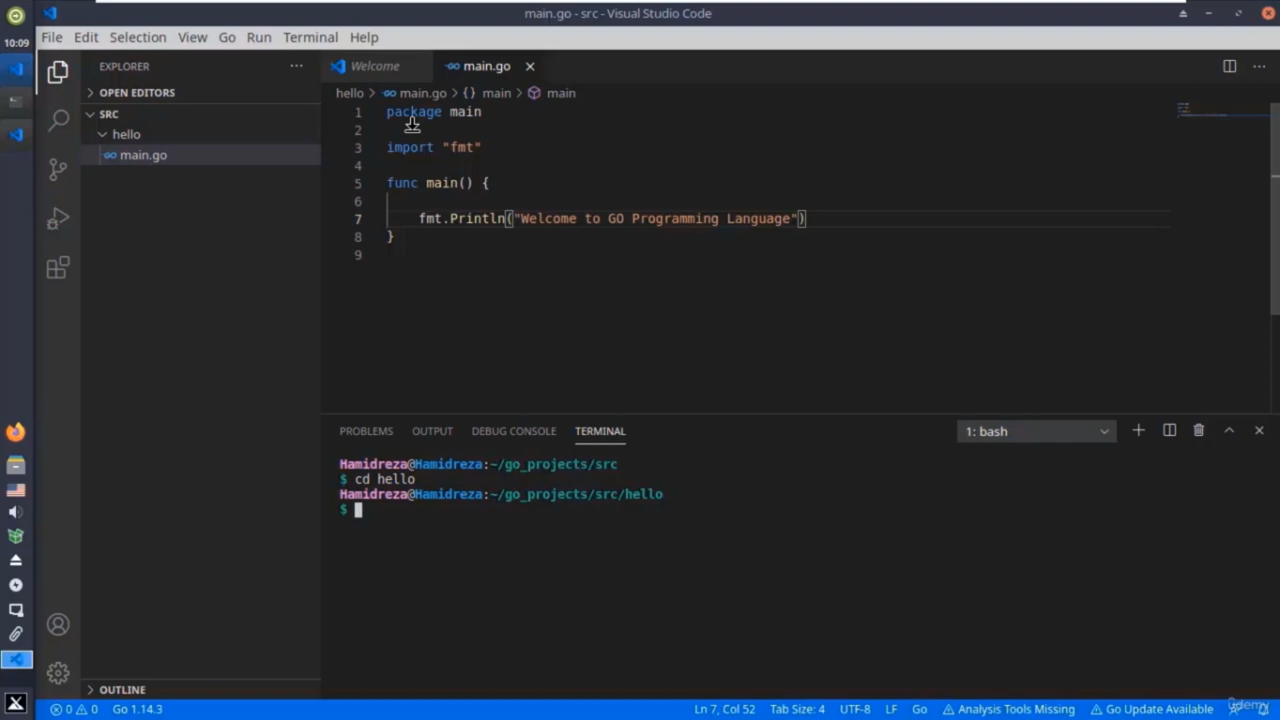 main.go - src - Visual Studio Code
10:09
File Edit Selection View Go Run Terminal Help
EXPLORER
OPEN EDITORS
SRC
hello
main.go
OUTLINE
Welcome
main.go
hello > main.go > {} main > main
1 package main
2
3 import "fmt"
4
5 func main() {
6
7 fmt.Println("Welcome to GO Programming Language")
8 }
9
PROBLEMS OUTPUT DEBUG CONSOLE TERMINAL
1: bash
Hamidreza@Hamidreza:~/go_projects/src
$ cd hello
Hamidreza@Hamidreza:~/go_projects/src/hello
$
0 0 Go 1.14.3
Ln 7, Col 52 Tab Size: 4 UTF-8 LF Go Analysis Tools Missing Go Update Available
Udemy